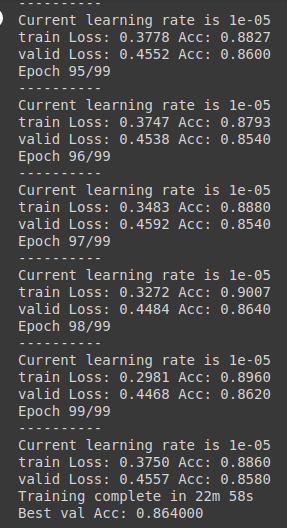 ----------
Current learning rate is 1e-05
train Loss: 0.3778 Acc: 0.8827
valid Loss: 0.4552 Acc: 0.8600
Epoch 95/99
----------
Current learning rate is 1e-05
train Loss: 0.3747 Acc: 0.8793
valid Loss: 0.4538 Acc: 0.8540
Epoch 96/99
----------
Current learning rate is 1e-05
train Loss: 0.3483 Acc: 0.8880
valid Loss: 0.4592 Acc: 0.8540
Epoch 97/99
----------
Current learning rate is 1e-05
train Loss: 0.3272 Acc: 0.9007
valid Loss: 0.4484 Acc: 0.8640
Epoch 98/99
----------
Current learning rate is 1e-05
train Loss: 0.2981 Acc: 0.8960
valid Loss: 0.4468 Acc: 0.8620
Epoch 99/99
----------
Current learning rate is 1e-05
train Loss: 0.3750 Acc: 0.8860
valid Loss: 0.4557 Acc: 0.8580
Training complete in 22m 58s
Best val Acc: 0.864000